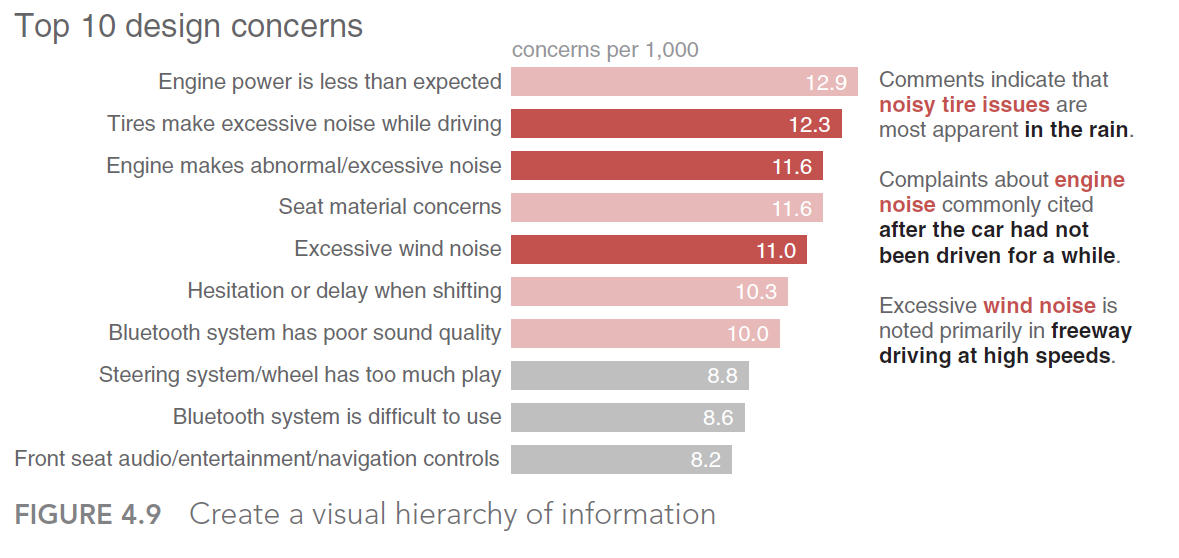 Top 10 design concerns
concerns per 1,000
Engine power is less than expected 12.9
Tires make excessive noise while driving 12.3
Engine makes abnormal/excessive noise 11.6
Seat material concerns 11.6
Excessive wind noise 11.0
Hesitation or delay when shifting 10.3
Bluetooth system has poor sound quality 10.0
Steering system/wheel has too much play 8.8
Bluetooth system is difficult to use 8.6
Front seat audio/entertainment/navigation controls 8.2
Comments indicate that
noisy tire issues are
most apparent in the rain.
Complaints about engine
noise commonly cited
after the car had not
been driven for a while.
Excessive wind noise is
noted primarily in freeway
driving at high speeds.
FIGURE 4.9 Create a visual hierarchy of information